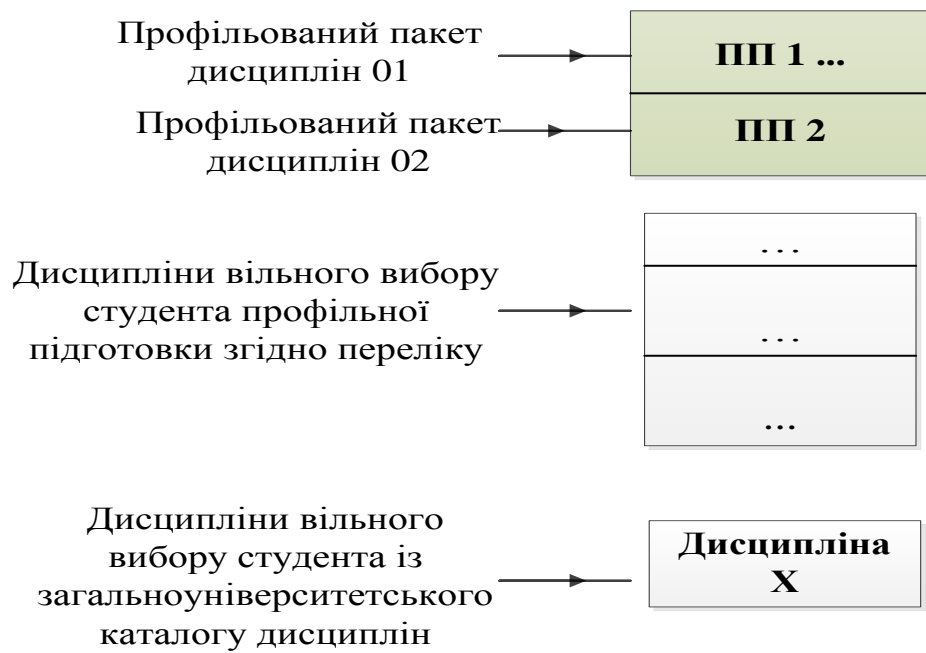 Профільований пакет
дисциплін 01
ПП 1 ...
Профільований пакет
дисциплін 02
ПП 2
Дисципліни вільного вибору
студента профільної
підготовки згідно переліку
...
...
...
Дисципліни вільного
вибору студента із
загальноуніверситетського
каталогу дисциплін
Дисципліна
X